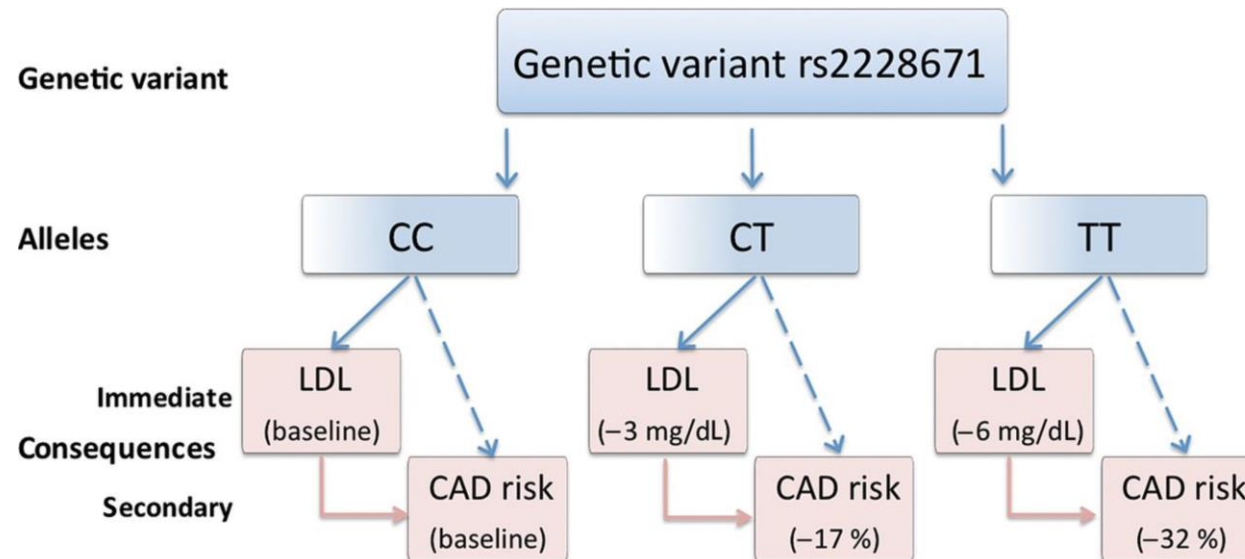 Genetic variant
Genetic variant rs2228671
Alleles
CC
CT
TT
Immediate
Consequences
Secondary
LDL
(baseline)
CAD risk
(baseline)
LDL
(−3 mg/dL)
CAD risk
(−17 %)
LDL
(−6 mg/dL)
CAD risk
(−32 %)